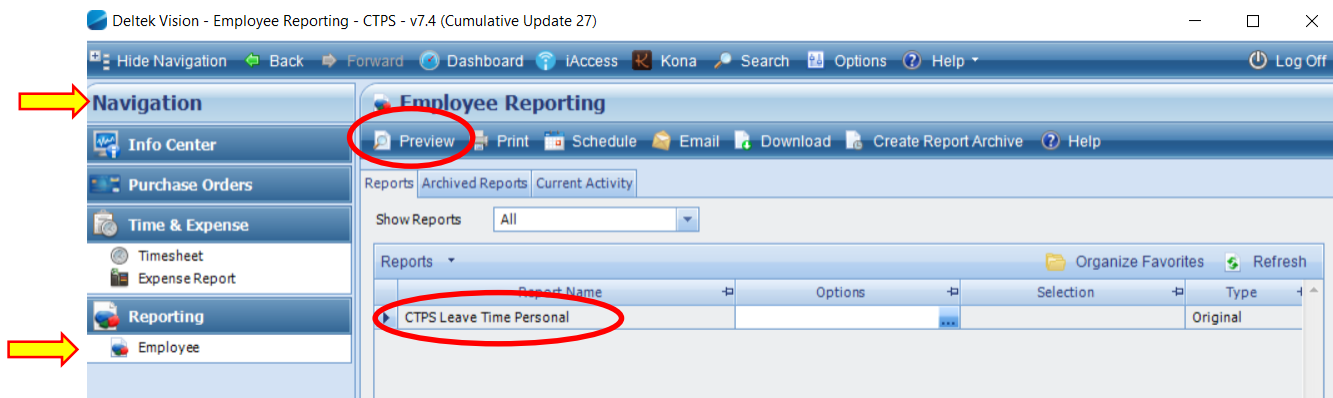 Deltek Vision - Employee Reporting - CTPS - v7.4 (Cumulative Update 27)
Hide Navigation Back Forward Dashboard iAccess Kona Search Options Help Log Off
Navigation
Info Center
Purchase Orders
Time & Expense
Timesheet
Expense Report
Reporting
Employee
Employee Reporting
Preview Print Schedule Email Download Create Report Archive Help
Reports Archived Reports Current Activity
Show Reports All
Reports Organize Favorites Refresh
Report Name Options Selection Type
CTPS Leave Time Personal ... Original